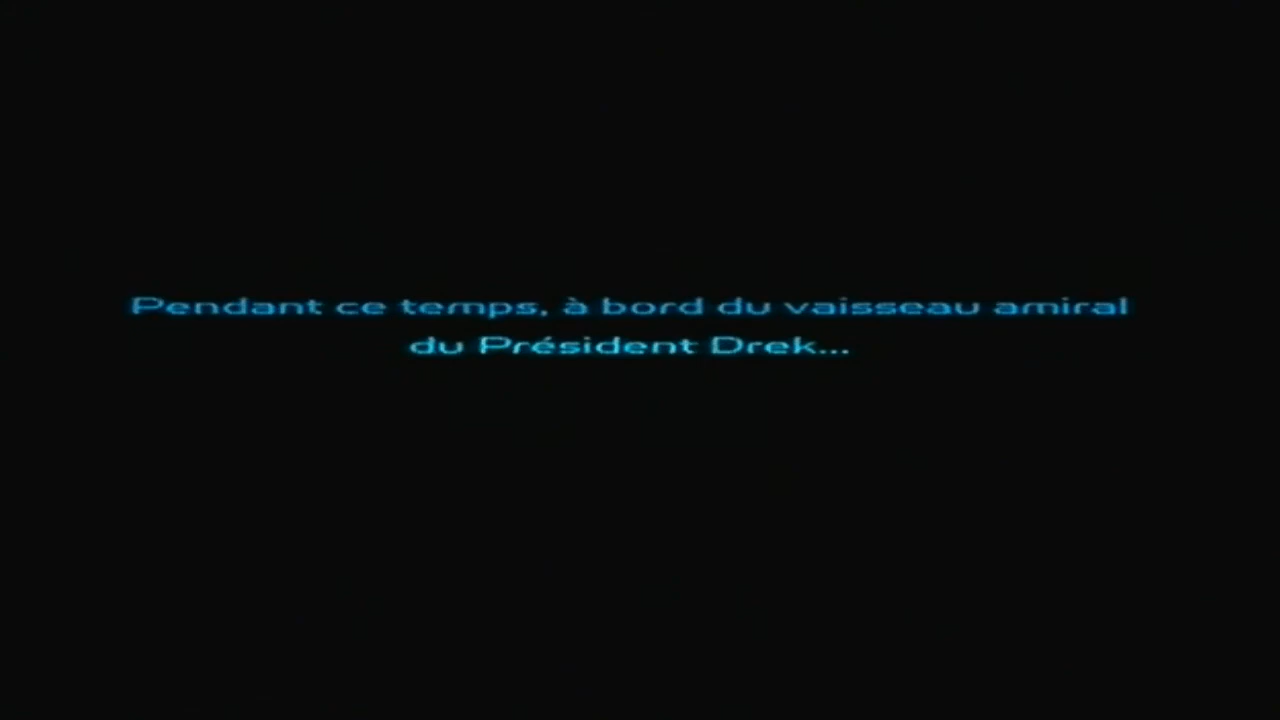 Pendant ce temps, à bord du vaisseau amiral
du Président Drek...